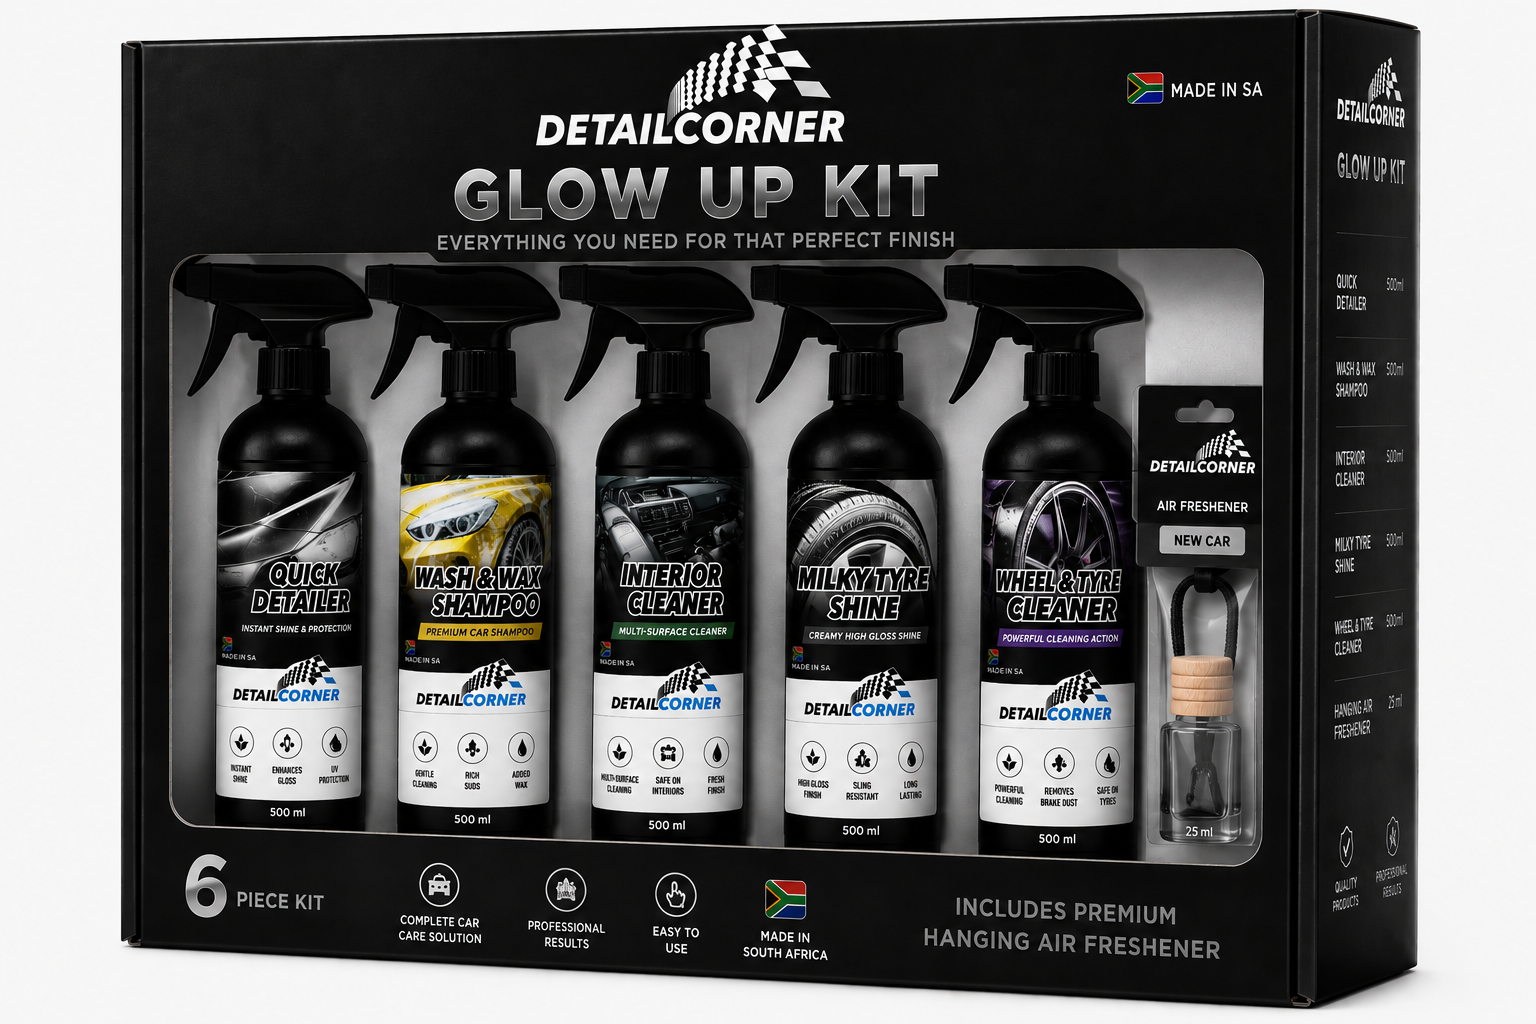 DETAILCORNER
GLOW UP KIT
EVERYTHING YOU NEED FOR THAT PERFECT FINISH
MADE IN SA
QUICK
DETAILER
INSTANT SHINE & PROTECTION
MADE IN SA
DETAILCORNER
INSTANT
SHINE
ENHANCES
GLOSS
UV
PROTECTION
500 ml
WASH & WAX
SHAMPOO
PREMIUM CAR SHAMPOO
MADE IN SA
DETAILCORNER
GENTLE
CLEANING
RICH
SUDS
ADDED
WAX
500 ml
INTERIOR
CLEANER
MULTI-SURFACE CLEANER
MADE IN SA
DETAILCORNER
MULTI-SURFACE
CLEANING
SAFE ON
INTERIORS
FRESH
FINISH
500 ml
MILKY TYRE
SHINE
CREAMY HIGH GLOSS SHINE
MADE IN SA
DETAILCORNER
HIGH GLOSS
FINISH
SLING
RESISTANT
LONG
LASTING
500 ml
WHEEL & TYRE
CLEANER
POWERFUL CLEANING ACTION
MADE IN SA
DETAILCORNER
POWERFUL
CLEANING
REMOVES
BRAKE DUST
SAFE ON
TYRES
500 ml
DETAILCORNER
AIR FRESHENER
NEW CAR
25 ml
6 PIECE KIT
COMPLETE CAR
CARE SOLUTION
PROFESSIONAL
RESULTS
EASY TO
USE
MADE IN
SOUTH AFRICA
INCLUDES PREMIUM
HANGING AIR FRESHENER
DETAILCORNER
GLOW UP KIT
QUICK
DETAILER
500ml
WASH & WAX
SHAMPOO
500ml
INTERIOR
CLEANER
500ml
MILKY TYRE
SHINE
500ml
WHEEL & TYRE
CLEANER
500ml
HANGING AIR
FRESHENER
25 ml
QUALITY
PRODUCTS
PROFESSIONAL
RESULTS